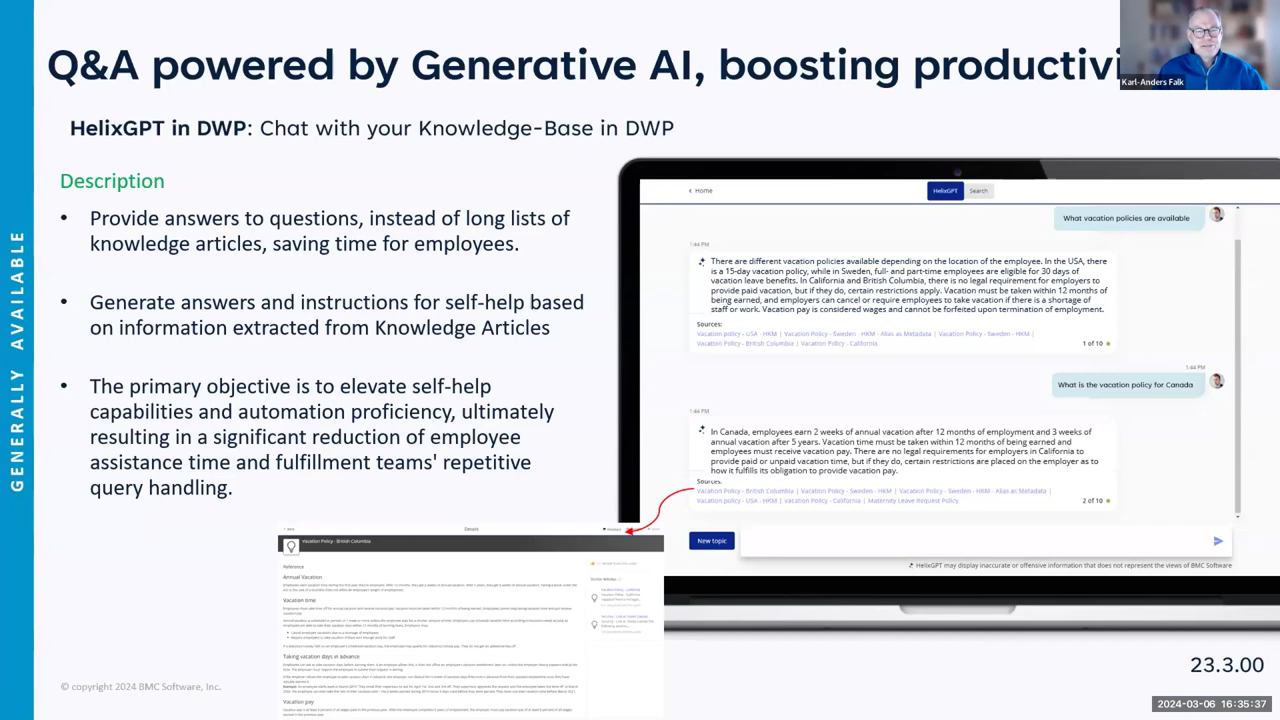 Q&A powered by Generative AI, boosting productivi
Karl-Anders Falk
HelixGPT in DWP: Chat with your Knowledge-Base in DWP
GENERALLY VAILABLE
Description
• Provide answers to questions, instead of long lists of
knowledge articles, saving time for employees.
• Generate answers and instructions for self-help based
on information extracted from Knowledge Articles
• The primary objective is to elevate self-help
capabilities and automation proficiency, ultimately
resulting in a significant reduction of employee
assistance time and fulfillment teams' repetitive
query handling.
Home
HelixGPT
Search
What vacation policies are available
1:44 PM
There are different vacation policies available depending on the location of the employee. In the USA, there
is a 15-day vacation policy, while in Sweden, full- and part-time employees are eligible for 30 days of
vacation leave benefits. In California and British Columbia, there is no legal requirement for employers to
provide paid vacation, but if they do, certain restrictions apply. Vacation must be taken within 12 months of
being earned, and employers can cancel or require employees to take vacation if there is a shortage of
staff or work. Vacation pay is considered wages and cannot be forfeited upon termination of employment.
Sources:
Vacation policy - USA - HKM | Vacation Policy - Sweden - HKM - Alias as Metadata | Vacation Policy - Sweden - HKM |
Vacation Policy - British Columbia | Vacation Policy - California
1 of 10
1:44 PM
What is the vacation policy for Canada
1:44 PM
In Canada, employees earn 2 weeks of annual vacation after 12 months of employment and 3 weeks of
annual vacation after 5 years. Vacation time must be taken within 12 months of being earned and
employees must receive vacation pay. There are no legal requirements for employers in California to
provide paid or unpaid vacation time, but if they do, certain restrictions are placed on the employer as to
how it fulfills its obligation to provide vacation pay.
Sources:
Vacation Policy - British Columbia | Vacation Policy - Sweden - HKM | Vacation Policy - Sweden - HKM - Alias as Metadata |
Vacation policy - USA - HKM | Vacation Policy - California | Maternity Leave Request Policy
2 of 10
New topic
HelixGPT may display inaccurate or offensive information that does not represent the views of BMC Software
Details
Vacation Policy - British Columbia
Reference
Annual Vacation
Vacation time
Taking vacation days in advance
Vacation pay
23.3.00
© copyright 2024 BMC Software, Inc.
2024-03-06 16:35:37